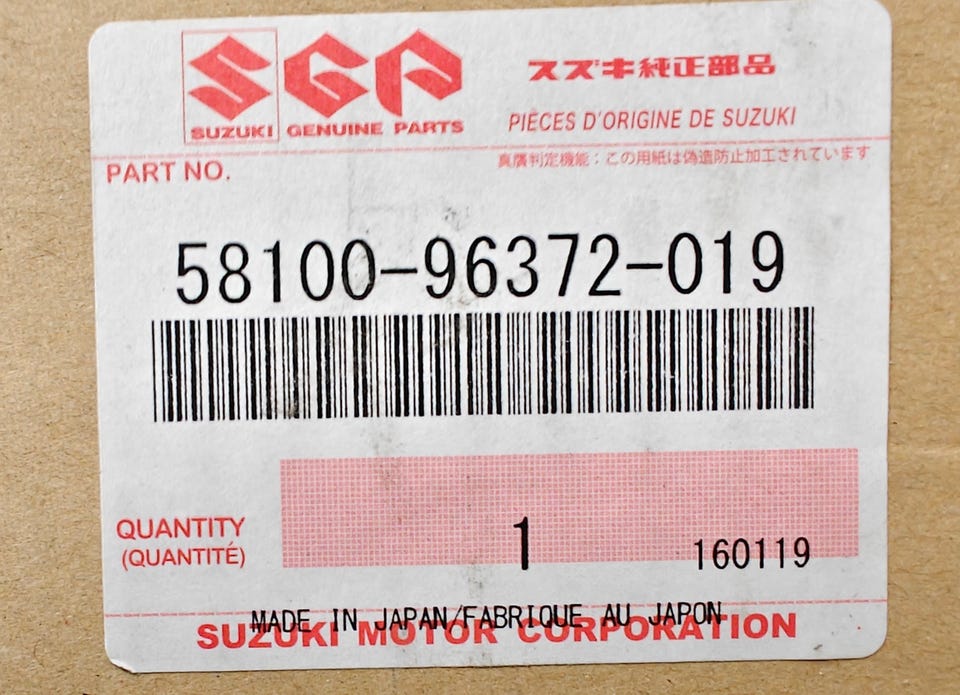 SUZUKI GENUINE PARTS
スズキ純正部品
PIÈCES D'ORIGINE DE SUZUKI
PART NO.
真贋判定機能：この用紙は偽造防止加工されています
58100-96372-019
QUANTITY
(QUANTITÉ)
1
160119
MADE IN JAPAN/FABRIQUE AU JAPON
SUZUKI MOTOR CORPORATION